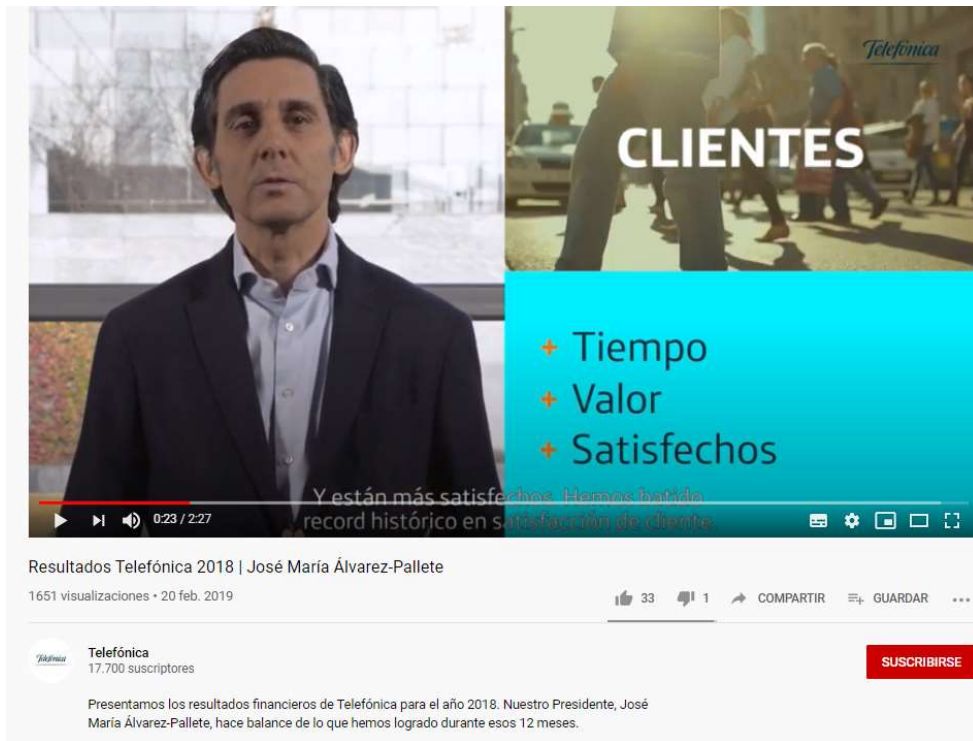 Telefónica
CLIENTES
+ Tiempo
+ Valor
+ Satisfechos
Y están más satisfechos. Hemos batido
record histórico en satisfacción de cliente.
0:23 / 2:27
Resultados Telefónica 2018 | José María Álvarez-Pallete
1651 visualizaciones • 20 feb. 2019
33 1 COMPARTIR GUARDAR
Telefónica
Telefónica
17.700 suscriptores
SUSCRIBIRSE
Presentamos los resultados financieros de Telefónica para el año 2018. Nuestro Presidente, José
María Álvarez-Pallete, hace balance de lo que hemos logrado durante esos 12 meses.